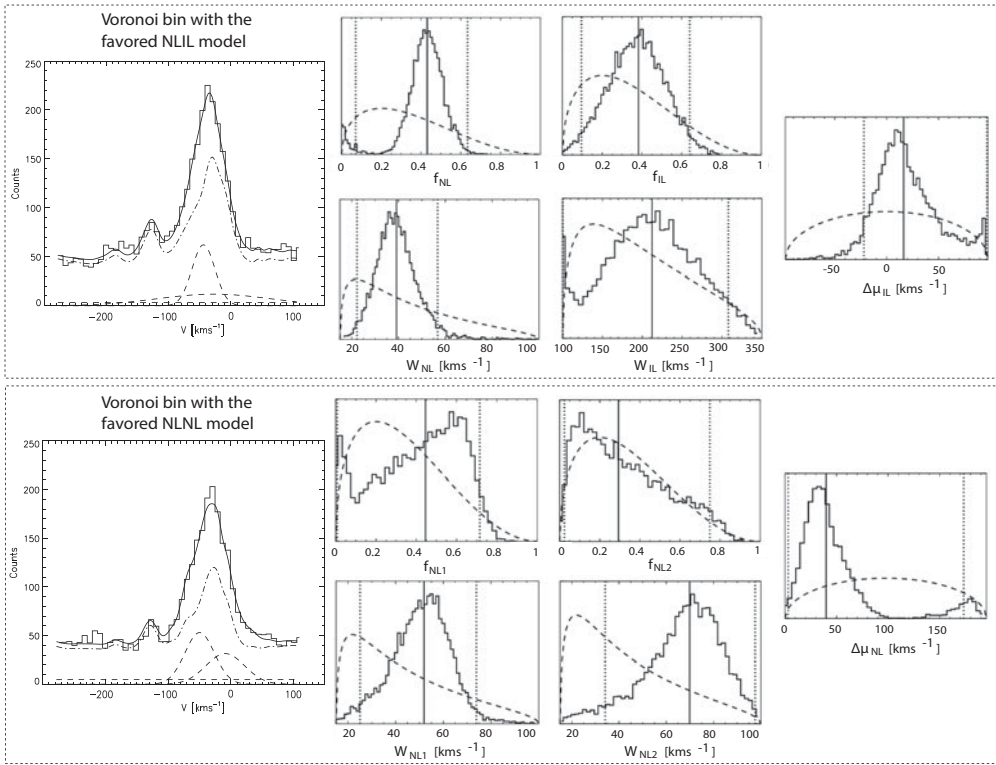 Voronoi bin with the
favored NLIL model
250
200
150
100
50
0
Counts
-200 -100 0 100
V [kms⁻¹]
0 0.2 0.4 0.6 0.8 1
f_NL
0 0.2 0.4 0.6 0.8 1
f_IL
20 40 60 80 100
W_NL [kms⁻¹]
100 150 200 250 300 350
W_IL [kms⁻¹]
-50 0 50
Δμ_IL [kms⁻¹]
Voronoi bin with the
favored NLNL model
250
200
150
100
50
0
Counts
-200 -100 0 100
V [kms⁻¹]
0 0.2 0.4 0.6 0.8 1
f_NL1
0 0.2 0.4 0.6 0.8 1
f_NL2
20 40 60 80 100
W_NL1 [kms⁻¹]
20 40 60 80 100
W_NL2 [kms⁻¹]
0 50 100 150
Δμ_NL [kms⁻¹]